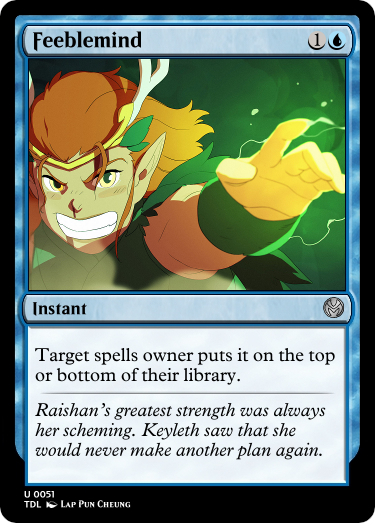 Feeblemind 1
Instant
Target spells owner puts it on the top
or bottom of their library.
Raishan's greatest strength was always
her scheming. Keyleth saw that she
would never make another plan again.
U 0051
TDL Lap Pun Cheung